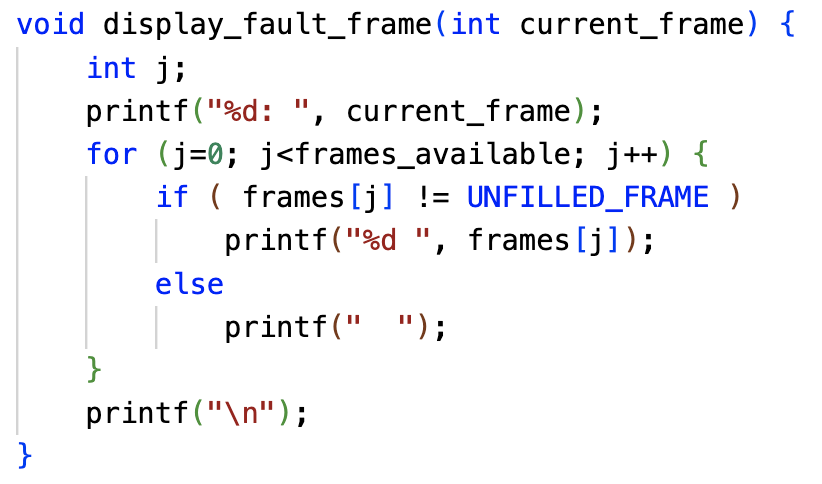 void display_fault_frame(int current_frame) {
    int j;
    printf("%d: ", current_frame);
    for (j=0; j<frames_available; j++) {
        if ( frames[j] != UNFILLED_FRAME )
            printf("%d ", frames[j]);
        else
            printf("  ");
    }
    printf("\n");
}